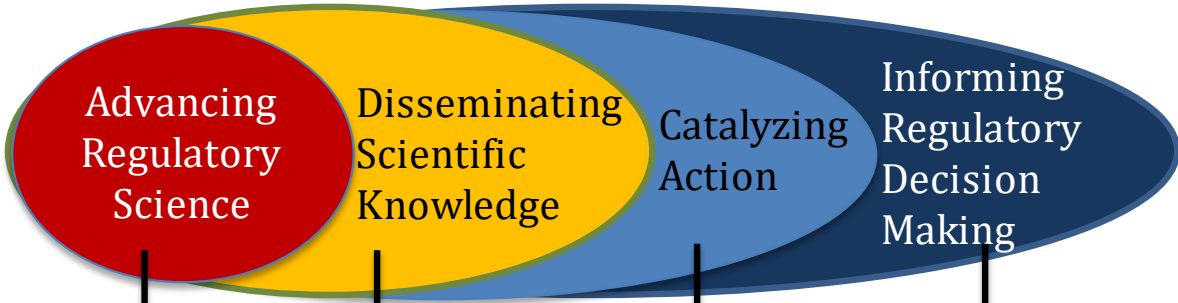 Advancing
Regulatory
Science
Disseminating
Scientific
Knowledge
Catalyzing
Action
Informing
Regulatory
Decision
Making